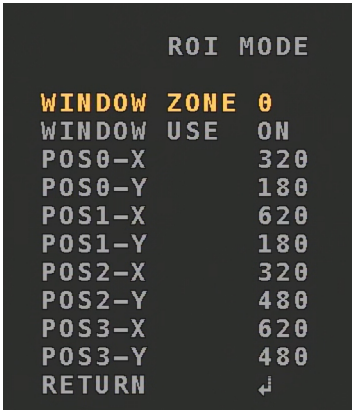 ROI MODE
WINDOW ZONE 0
WINDOW USE ON
POS0-X 320
POS0-Y 180
POS1-X 620
POS1-Y 180
POS2-X 320
POS2-Y 480
POS3-X 620
POS3-Y 480
RETURN ↲